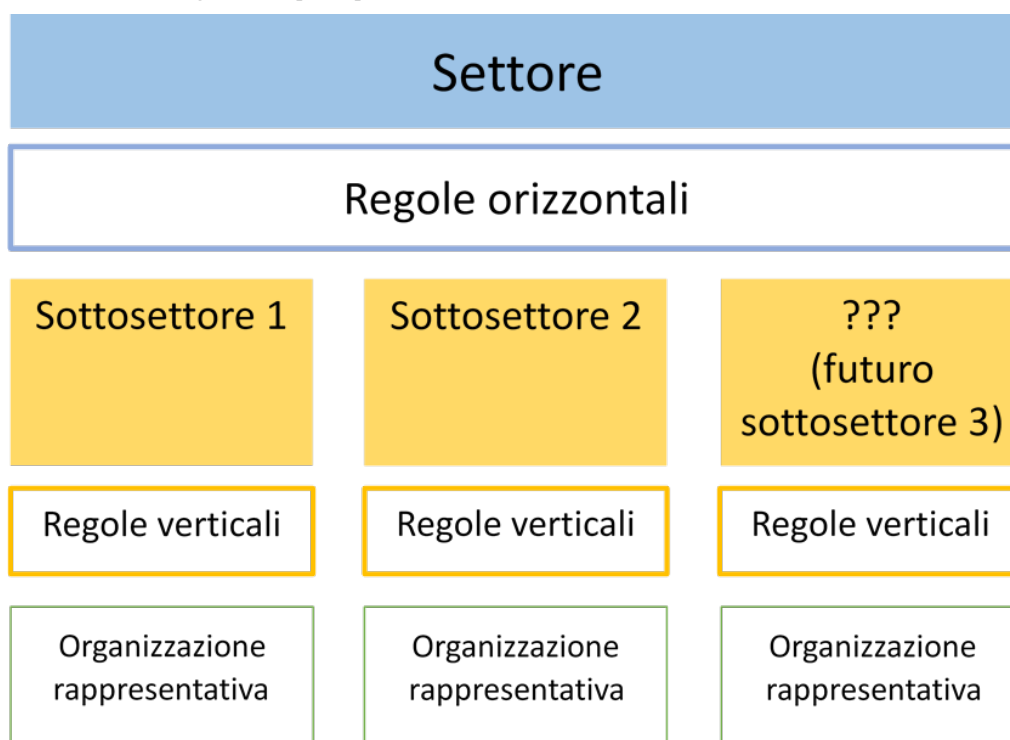 Settore
Regole orizzontali
Sottosettore 1
Sottosettore 2
???
(futuro
sottosettore 3)
Regole verticali
Regole verticali
Regole verticali
Organizzazione
rappresentativa
Organizzazione
rappresentativa
Organizzazione
rappresentativa